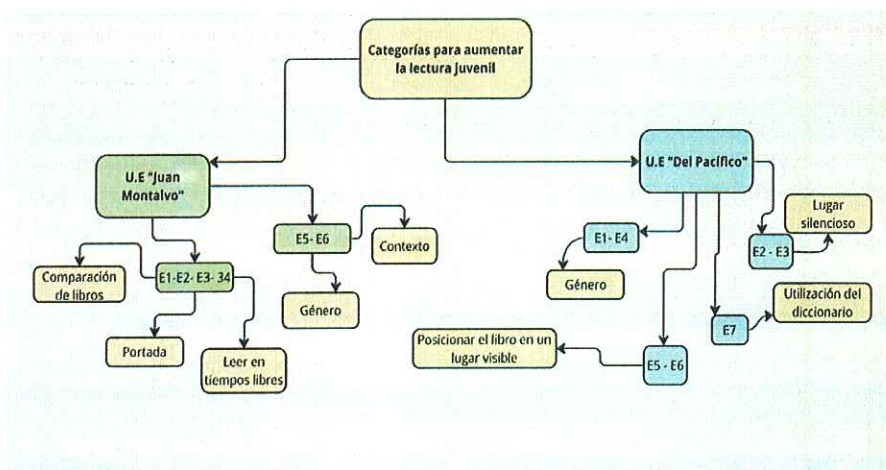 Categorías para aumentar
la lectura juvenil
U.E "Juan
Montalvo"
U.E "Del Pacífico"
E1-E2- E3- 34
E5- E6
Contexto
Comparación
de libros
Portada
Leer en
tiempos libres
Género
E1- E4
Género
E2 - E3
Lugar
silencioso
E7
Utilización del
diccionario
E5 - E6
Posicionar el libro en un
lugar visible